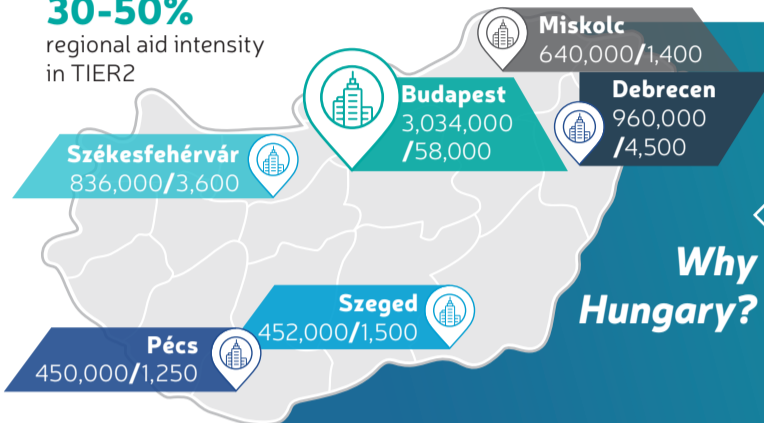 30-50%
regional aid intensity
in TIER2
Miskolc
640,000/1,400
Budapest
3,034,000
/58,000
Debrecen
960,000
/4,500
Székesfehérvár
836,000/3,600
Why
Hungary?
Szeged
452,000/1,500
Pécs
450,000/1,250